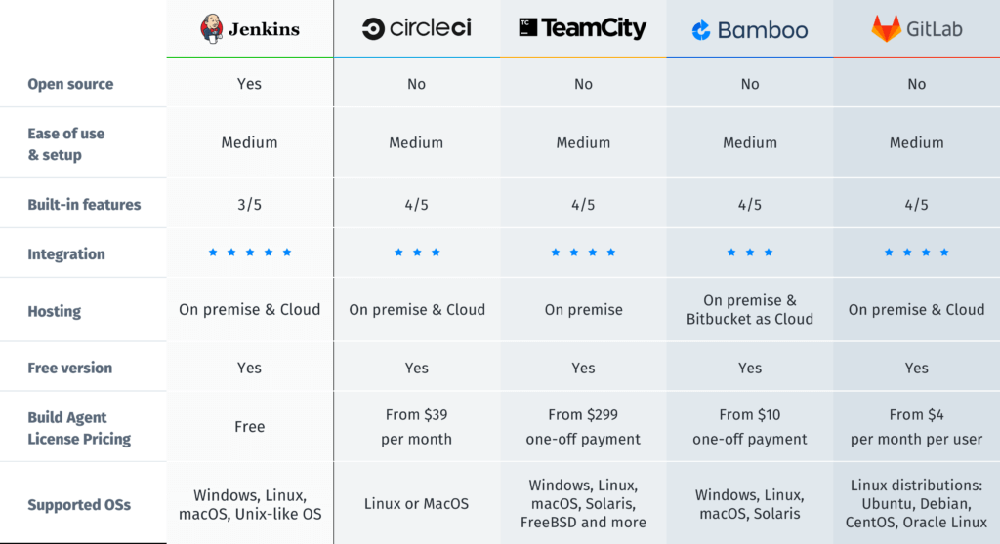 Jenkins circleci TC TeamCity Bamboo GitLab
Open source Yes No No No No
Ease of use
& setup
Medium Medium Medium Medium Medium
Built-in features 3/5 4/5 4/5 4/5 4/5
Integration
Hosting
On premise & Cloud
On premise & Cloud
On premise
On premise &
Bitbucket as Cloud
On premise & Cloud
Free version Yes Yes Yes Yes Yes
Build Agent
License Pricing
Free
From $39
per month
From $299
one-off payment
From $10
one-off payment
From $4
per month per user
Supported OSs
Windows, Linux,
macOS, Unix-like OS
Linux or MacOS
Windows, Linux,
macOS, Solaris,
FreeBSD and more
Windows, Linux,
macOS, Solaris
Linux distributions:
Ubuntu, Debian,
CentOS, Oracle Linux